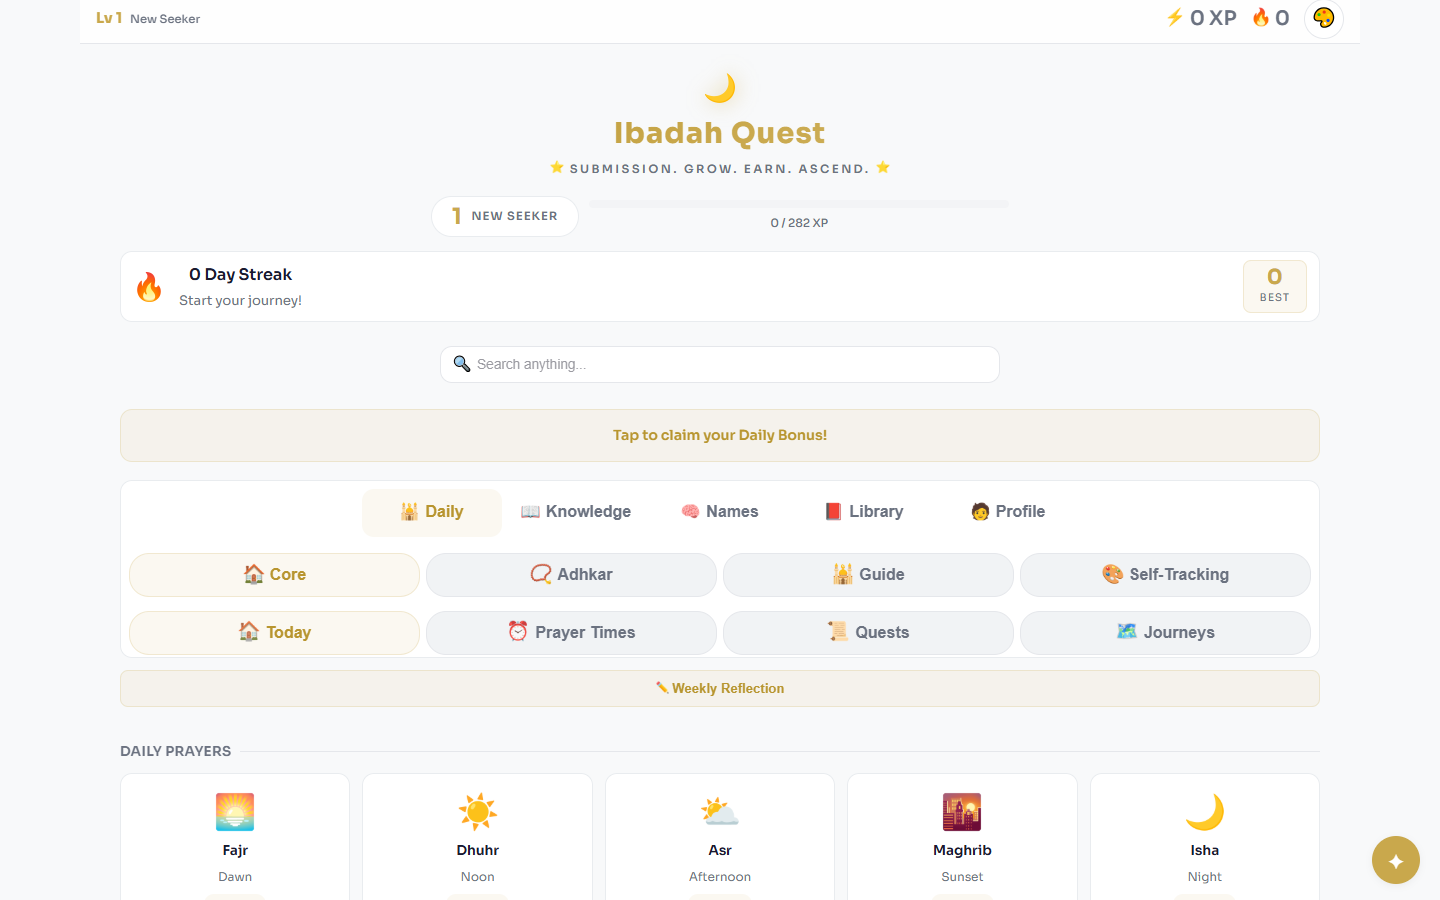 Lv 1 New Seeker
⚡ 0 XP 🔥 0
Ibadah Quest
⭐ SUBMISSION. GROW. EARN. ASCEND. ⭐
1 NEW SEEKER
0 / 282 XP
0 Day Streak
Start your journey!
0
BEST
Search anything...
Tap to claim your Daily Bonus!
Daily
Knowledge
Names
Library
Profile
Core
Adhkar
Guide
Self-Tracking
Today
Prayer Times
Quests
Journeys
Weekly Reflection
DAILY PRAYERS
Fajr
Dawn
Dhuhr
Noon
Asr
Afternoon
Maghrib
Sunset
Isha
Night